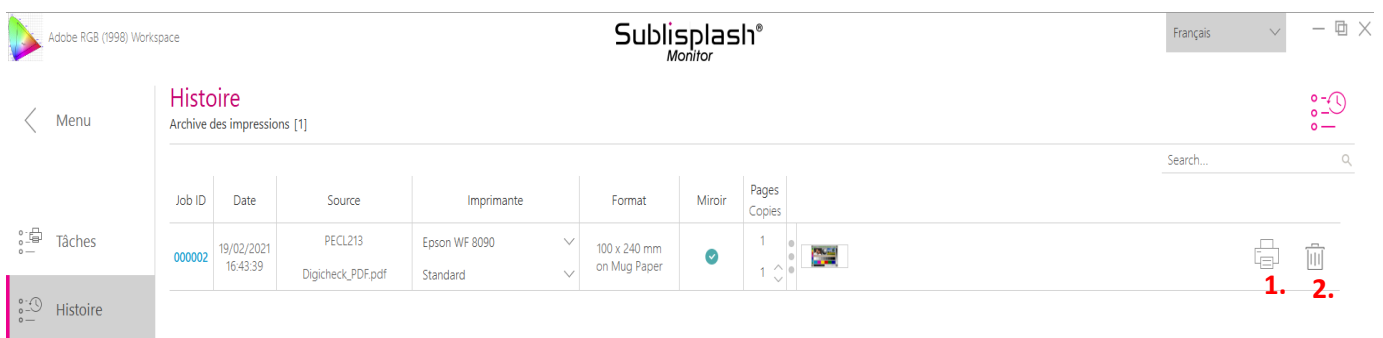 Adobe RGB (1998) Workspace
Sublisplash®
Monitor
Français
Menu
Histoire
Archive des impressions [1]
Search...
Job ID
Date
Source
Imprimante
Format
Miroir
Pages
Copies
Tâches
000002
19/02/2021
16:43:39
PECL213
Digicheck_PDF.pdf
Epson WF 8090
Standard
100 x 240 mm
on Mug Paper
1
1
1.
2.
Histoire